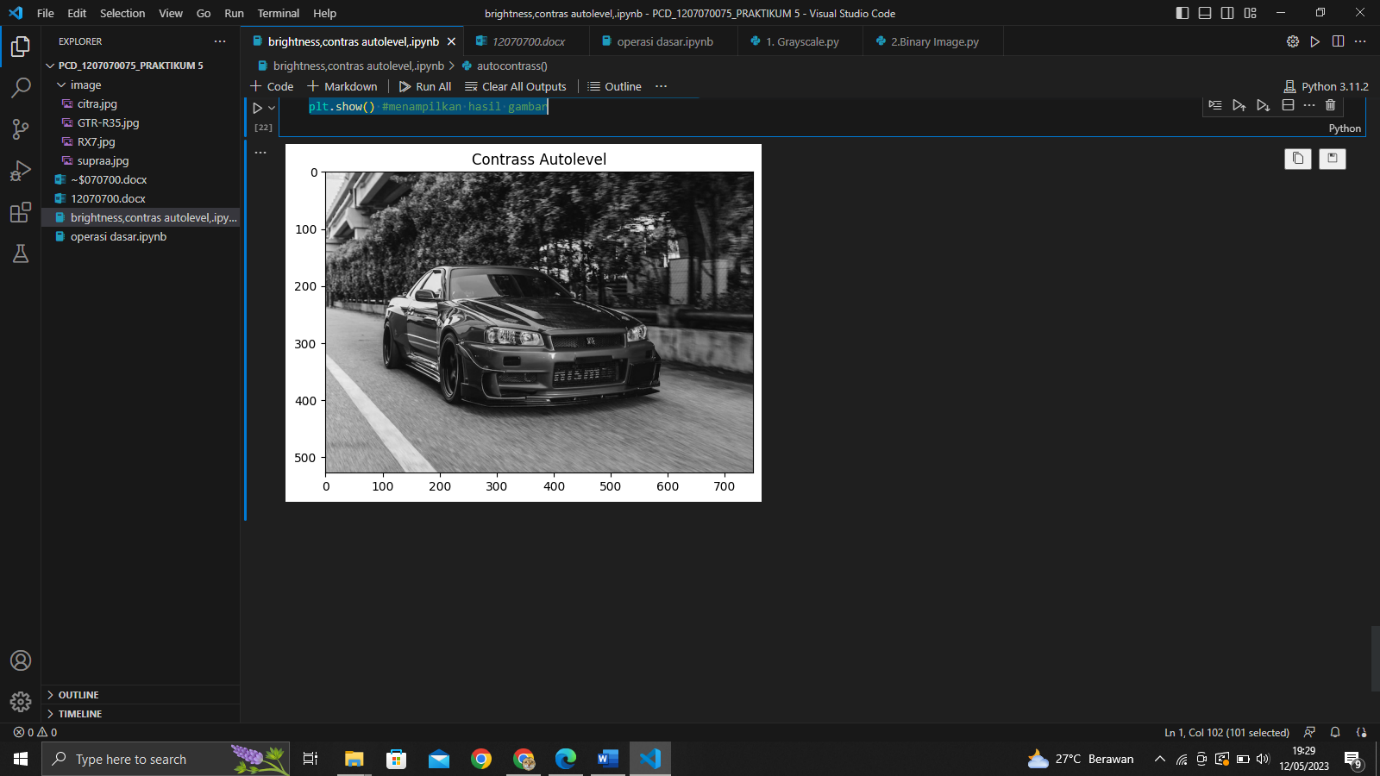 File Edit Selection View Go Run Terminal Help
brightness,contras autolevel,.ipynb - PCD_1207070075_PRAKTIKUM 5 - Visual Studio Code
EXPLORER
brightness,contras autolevel,.ipynb
12070700.docx
operasi dasar.ipynb
1. Grayscale.py
2.Binary Image.py
PCD_1207070075_PRAKTIKUM 5
image
citra.jpg
GTR-R35.jpg
RX7.jpg
supraa.jpg
~$070700.docx
12070700.docx
brightness,contras autolevel,.ipy...
operasi dasar.ipynb
brightness,contras autolevel,.ipynb > autocontrass()
+ Code + Markdown Run All Clear All Outputs Outline ...
Python 3.11.2
plt.show() #menampilkan hasil gambar
[22]
Python
Contrass Autolevel
0
100
200
300
400
500
0 100 200 300 400 500 600 700
OUTLINE
TIMELINE
0 0
Ln 1, Col 102 (101 selected)
Type here to search
27°C Berawan
19:29
12/05/2023
9